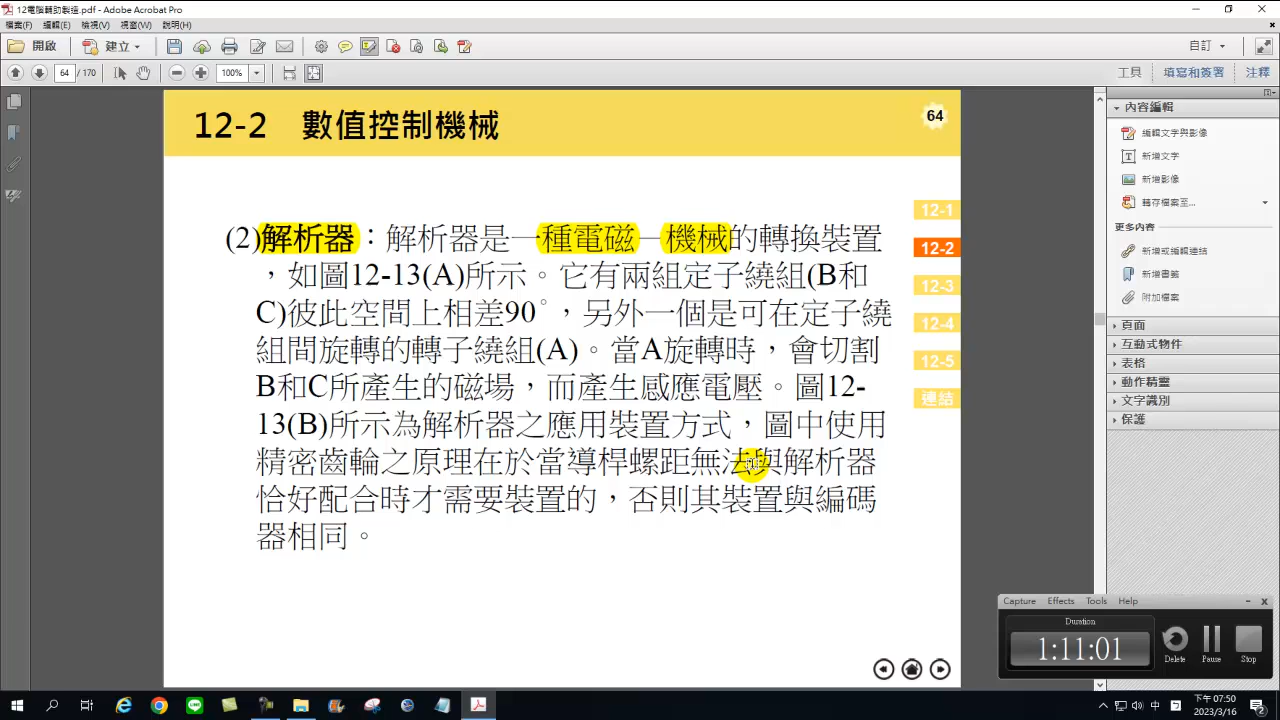 12電腦輔助製造.pdf - Adobe Acrobat Pro
檔案(F) 編輯(E) 檢視(V) 視窗(W) 說明(H)
開啟 建立 自訂
64 / 170 100% 工具 填寫和簽署 注釋
12-2 數值控制機械
64
(2)解析器：解析器是一種電磁—機械的轉換裝置
，如圖12-13(A)所示。它有兩組定子繞組(B和
C)彼此空間上相差90°，另外一個是可在定子繞
組間旋轉的轉子繞組(A)。當A旋轉時，會切割
B和C所產生的磁場，而產生感應電壓。圖12-
13(B)所示為解析器之應用裝置方式，圖中使用
精密齒輪之原理在於當導桿螺距無法與解析器
恰好配合時才需要裝置的，否則其裝置與編碼
器相同。
12-1
12-2
12-3
12-4
12-5
連結
內容編輯
編輯文字與影像
新增文字
新增影像
轉存檔案至...
更多內容
新增或編輯連結
新增書籤
附加檔案
頁面
互動式物件
表格
動作精靈
文字識別
保護
Capture Effects Tools Help
Duration
1:11:01
Delete Pause Stop
中
下午 07:50
2023/3/16
2